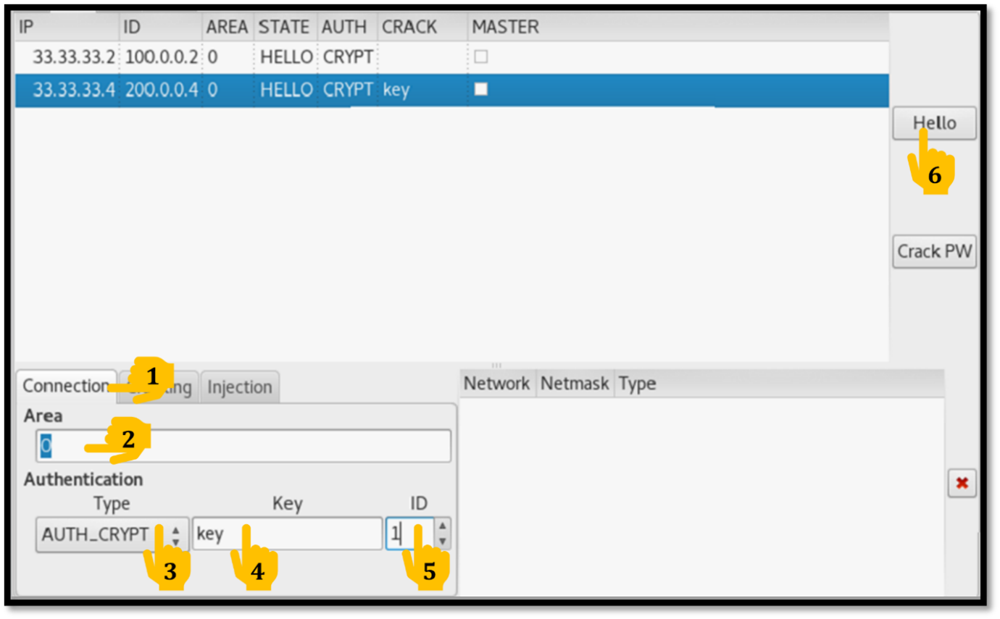 IP ID AREA STATE AUTH CRACK MASTER
33.33.33.2 100.0.0.2 0 HELLO CRYPT
33.33.33.4 200.0.0.4 0 HELLO CRYPT key
Hello
6
Crack PW
Connection 1 Injection
Network Netmask Type
Area
0 2
Authentication
Type Key ID
AUTH_CRYPT key 1
3 4 5